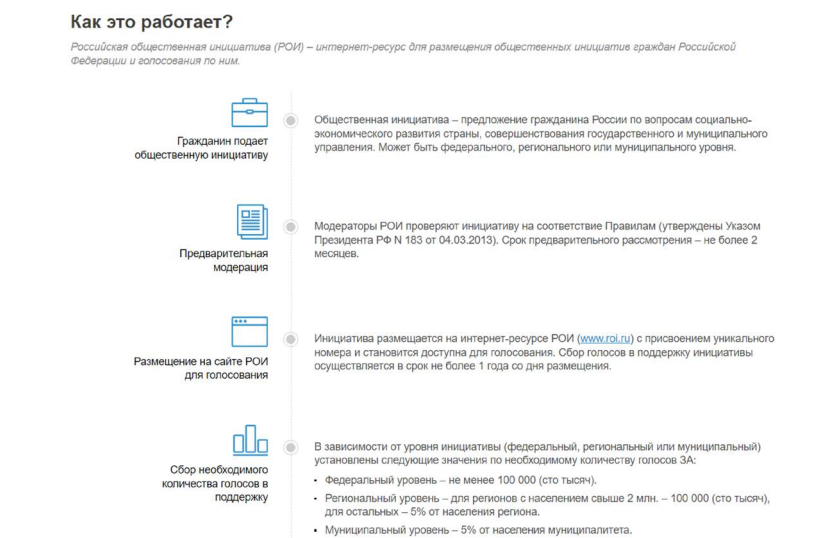 Как это работает?
Российская общественная инициатива (РОИ) – интернет-ресурс для размещения общественных инициатив граждан Российской
Федерации и голосования по ним.
Гражданин подает
общественную инициативу
Общественная инициатива – предложение гражданина России по вопросам социально-
экономического развития страны, совершенствования государственного и муниципального
управления. Может быть федерального, регионального или муниципального уровня.
Предварительная
модерация
Модераторы РОИ проверяют инициативу на соответствие Правилам (утверждены Указом
Президента РФ N 183 от 04.03.2013). Срок предварительного рассмотрения – не более 2
месяцев.
Размещение на сайте РОИ
для голосования
Инициатива размещается на интернет-ресурсе РОИ (www.roi.ru) с присвоением уникального
номера и становится доступна для голосования. Сбор голосов в поддержку инициативы
осуществляется в срок не более 1 года со дня размещения.
Сбор необходимого
количества голосов в
поддержку
В зависимости от уровня инициативы (федеральный, региональный или муниципальный)
установлены следующие значения по необходимому количеству голосов ЗА:
• Федеральный уровень – не менее 100 000 (сто тысяч).
• Региональный уровень – для регионов с населением свыше 2 млн. – 100 000 (сто тысяч),
для остальных – 5% от населения региона.
• Муниципальный уровень – 5% от населения муниципалитета.